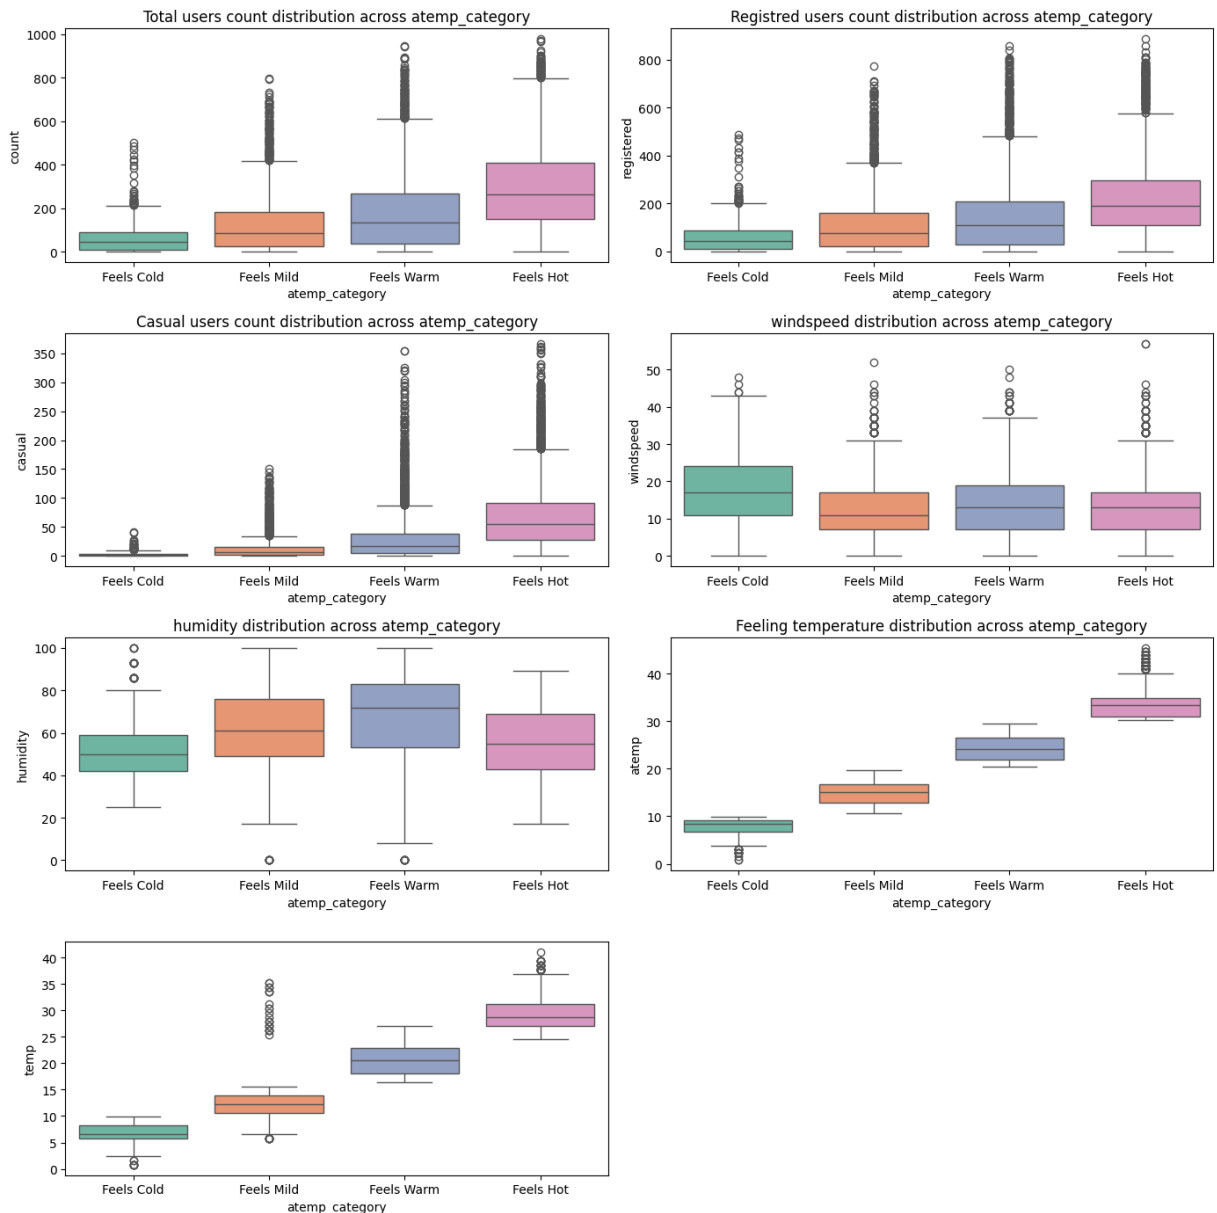 Total users count distribution across atemp_category
1000
800
600
400
200
0
count
Feels Cold Feels Mild Feels Warm Feels Hot
atemp_category
Registred users count distribution across atemp_category
800
600
400
200
0
registered
Feels Cold Feels Mild Feels Warm Feels Hot
atemp_category
Casual users count distribution across atemp_category
350
300
250
200
150
100
50
0
casual
Feels Cold Feels Mild Feels Warm Feels Hot
atemp_category
windspeed distribution across atemp_category
50
40
30
20
10
0
windspeed
Feels Cold Feels Mild Feels Warm Feels Hot
atemp_category
humidity distribution across atemp_category
100
80
60
40
20
0
humidity
Feels Cold Feels Mild Feels Warm Feels Hot
atemp_category
Feeling temperature distribution across atemp_category
40
30
20
10
0
atemp
Feels Cold Feels Mild Feels Warm Feels Hot
atemp_category
40
35
30
25
20
15
10
5
0
temp
Feels Cold Feels Mild Feels Warm Feels Hot
atemp_category